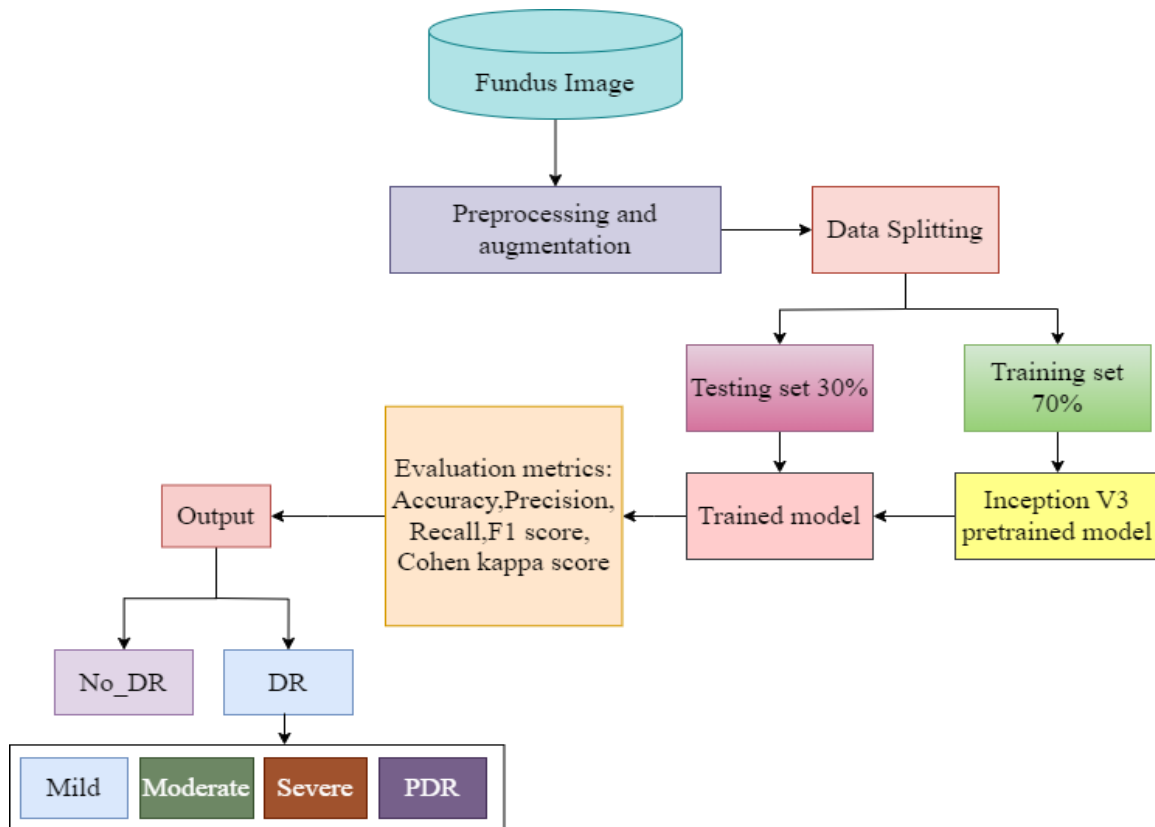 Fundus Image
Preprocessing and
augmentation
Data Splitting
Testing set 30%
Training set
70%
Evaluation metrics:
Accuracy,Precision,
Recall,F1 score,
Cohen kappa score
Output
Trained model
Inception V3
pretrained model
No_DR
DR
Mild
Moderate
Severe
PDR